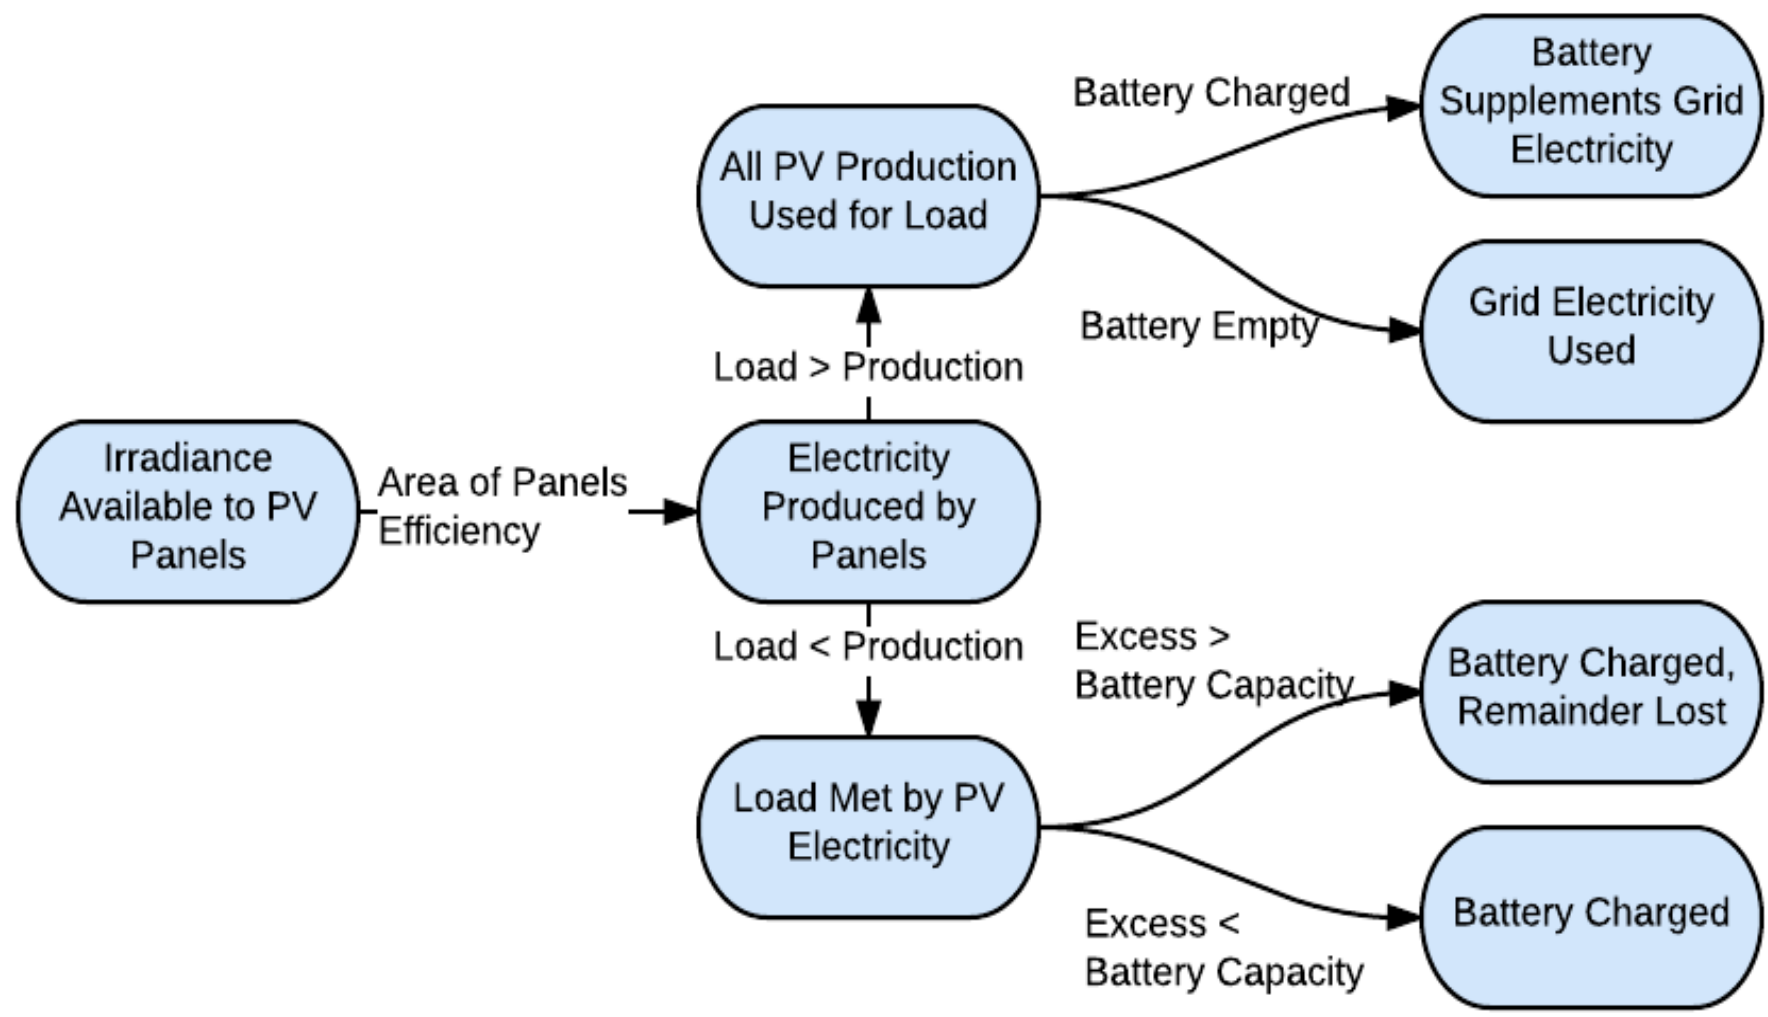 Battery
Supplements Grid
Electricity
Battery Charged
All PV Production
Used for Load
Grid Electricity
Used
Battery Empty
Load > Production
Irradiance
Available to PV
Panels
Area of Panels
Efficiency
Electricity
Produced by
Panels
Load < Production
Excess >
Battery Capacity
Battery Charged,
Remainder Lost
Load Met by PV
Electricity
Excess <
Battery Capacity
Battery Charged